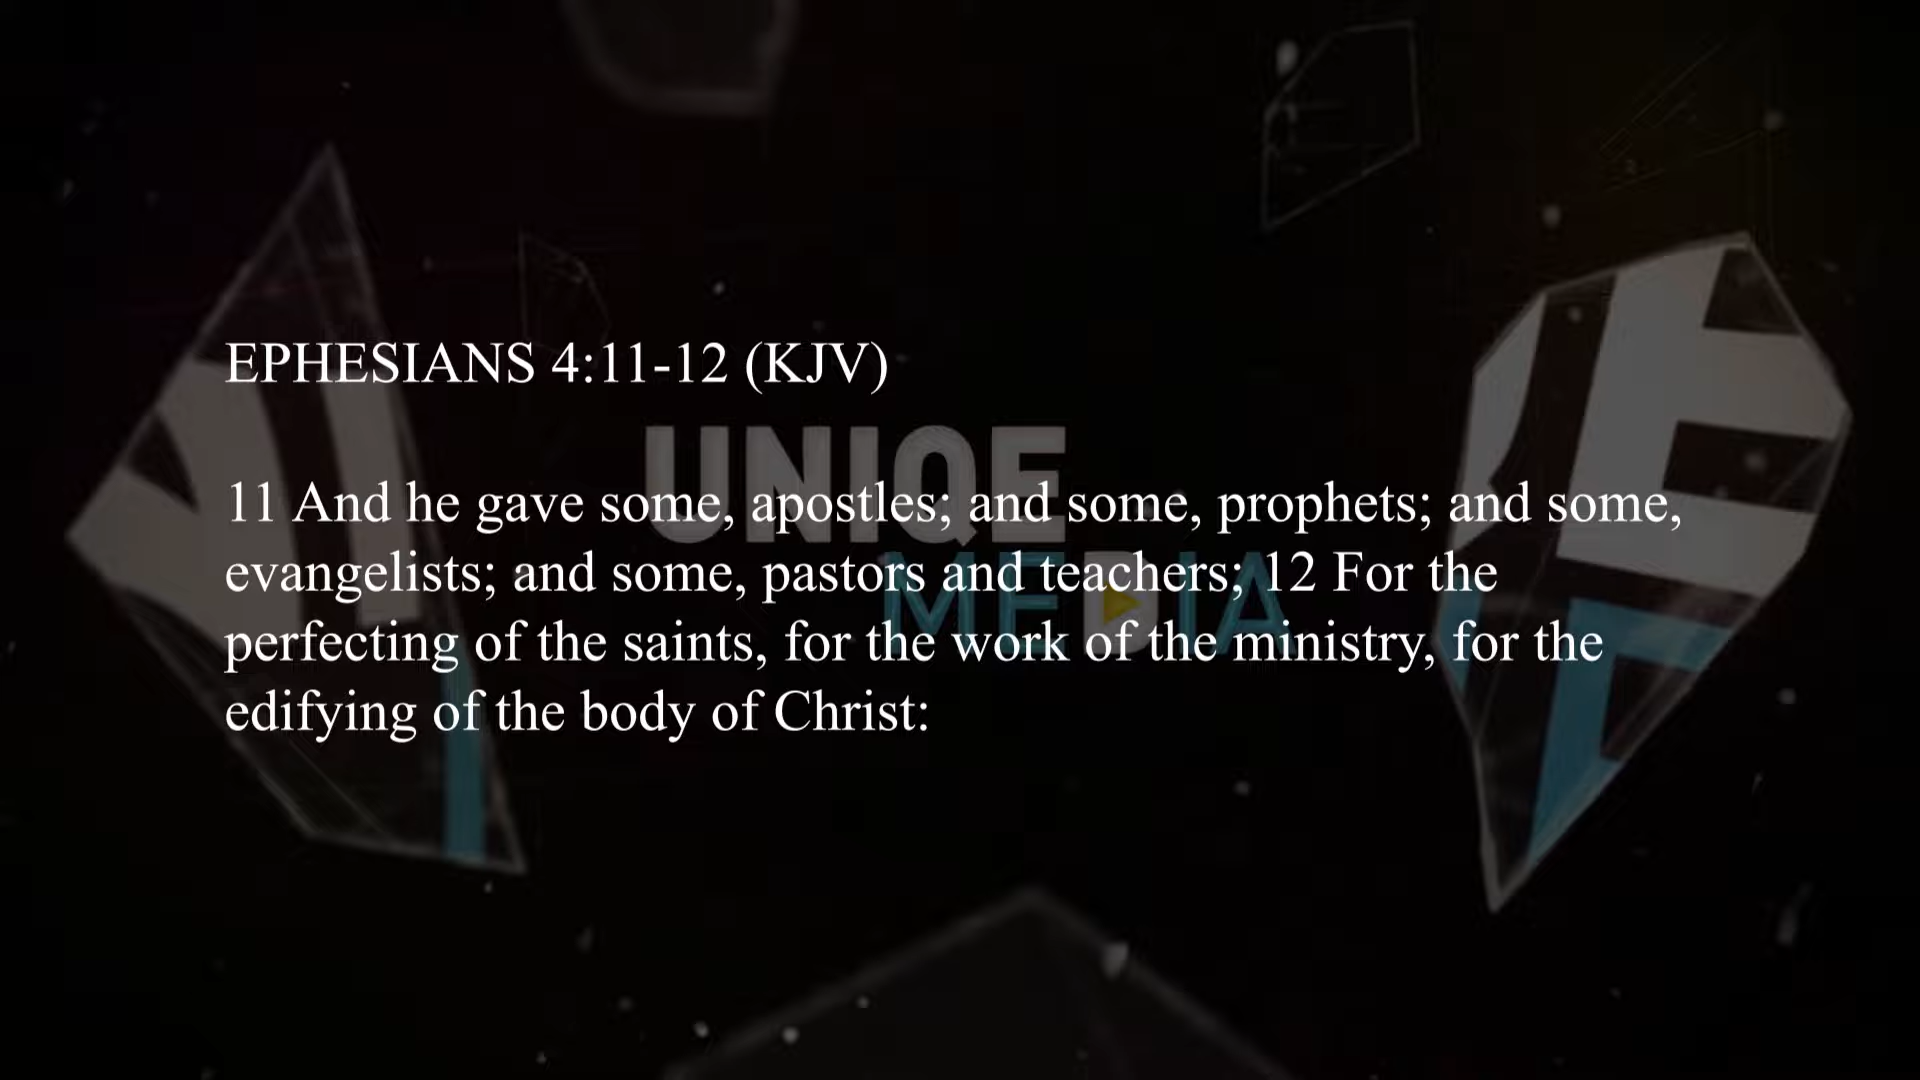 EPHESIANS 4:11-12 (KJV)
UNIQE
MEDIA
11 And he gave some, apostles; and some, prophets; and some,
evangelists; and some, pastors and teachers; 12 For the
perfecting of the saints, for the work of the ministry, for the
edifying of the body of Christ: